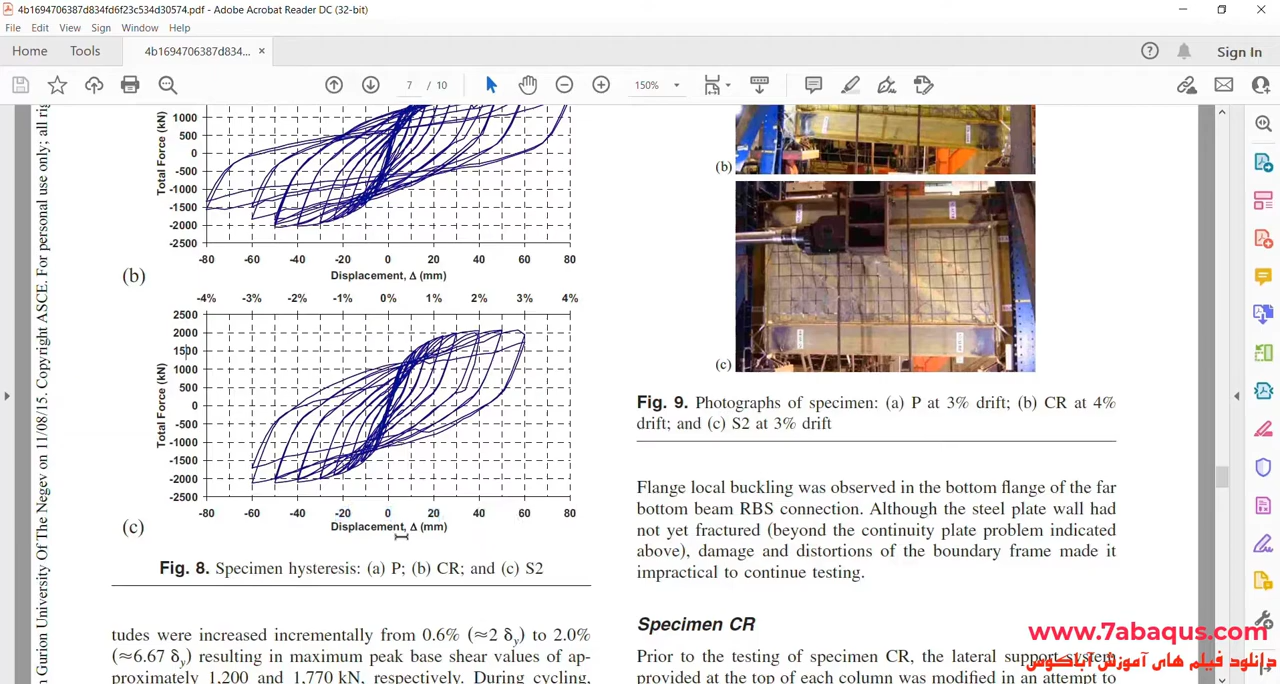 4b1694706387d834fd6f23c534d30574.pdf - Adobe Acrobat Reader DC (32-bit)
File Edit View Sign Window Help
Home Tools 4b1694706387d834... × Sign In
7 / 10 150%
n Gurion University Of The Negev on 11/08/15. Copyright ASCE. For personal use only; all rig
1000
500
0
-500
-1000
-1500
-2000
-2500
Total Force (kN)
-80 -60 -40 -20 0 20 40 60 80
Displacement, Δ (mm)
(b)
-4% -3% -2% -1% 0% 1% 2% 3% 4%
2500
2000
1500
1000
500
0
-500
-1000
-1500
-2000
-2500
Total Force (kN)
-80 -60 -40 -20 0 20 40 60 80
Displacement, Δ (mm)
(c)
Fig. 8. Specimen hysteresis: (a) P; (b) CR; and (c) S2
tudes were increased incrementally from 0.6% (≈2 δy) to 2.0%
(≈6.67 δy) resulting in maximum peak base shear values of ap-
proximately 1,200 and 1,770 kN, respectively. During cycling,
(b)
(c)
Fig. 9. Photographs of specimen: (a) P at 3% drift; (b) CR at 4%
drift; and (c) S2 at 3% drift
Flange local buckling was observed in the bottom flange of the far
bottom beam RBS connection. Although the steel plate wall had
not yet fractured (beyond the continuity plate problem indicated
above), damage and distortions of the boundary frame made it
impractical to continue testing.
Specimen CR
Prior to the testing of specimen CR, the lateral support system
provided at the top of each column was modified in an attempt to
www.7abaqus.com
دانلود فیلم های آموزش آباکوس